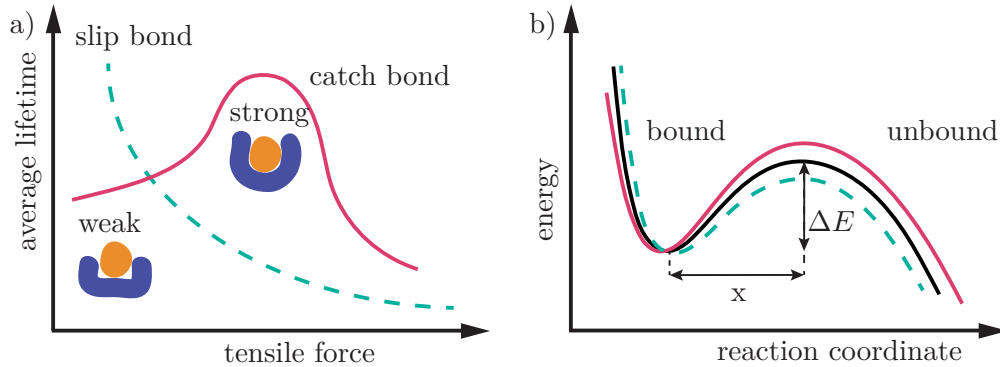 a)
slip bond
catch bond
strong
weak
average lifetime
tensile force
b)
bound
unbound
energy
ΔE
x
reaction coordinate